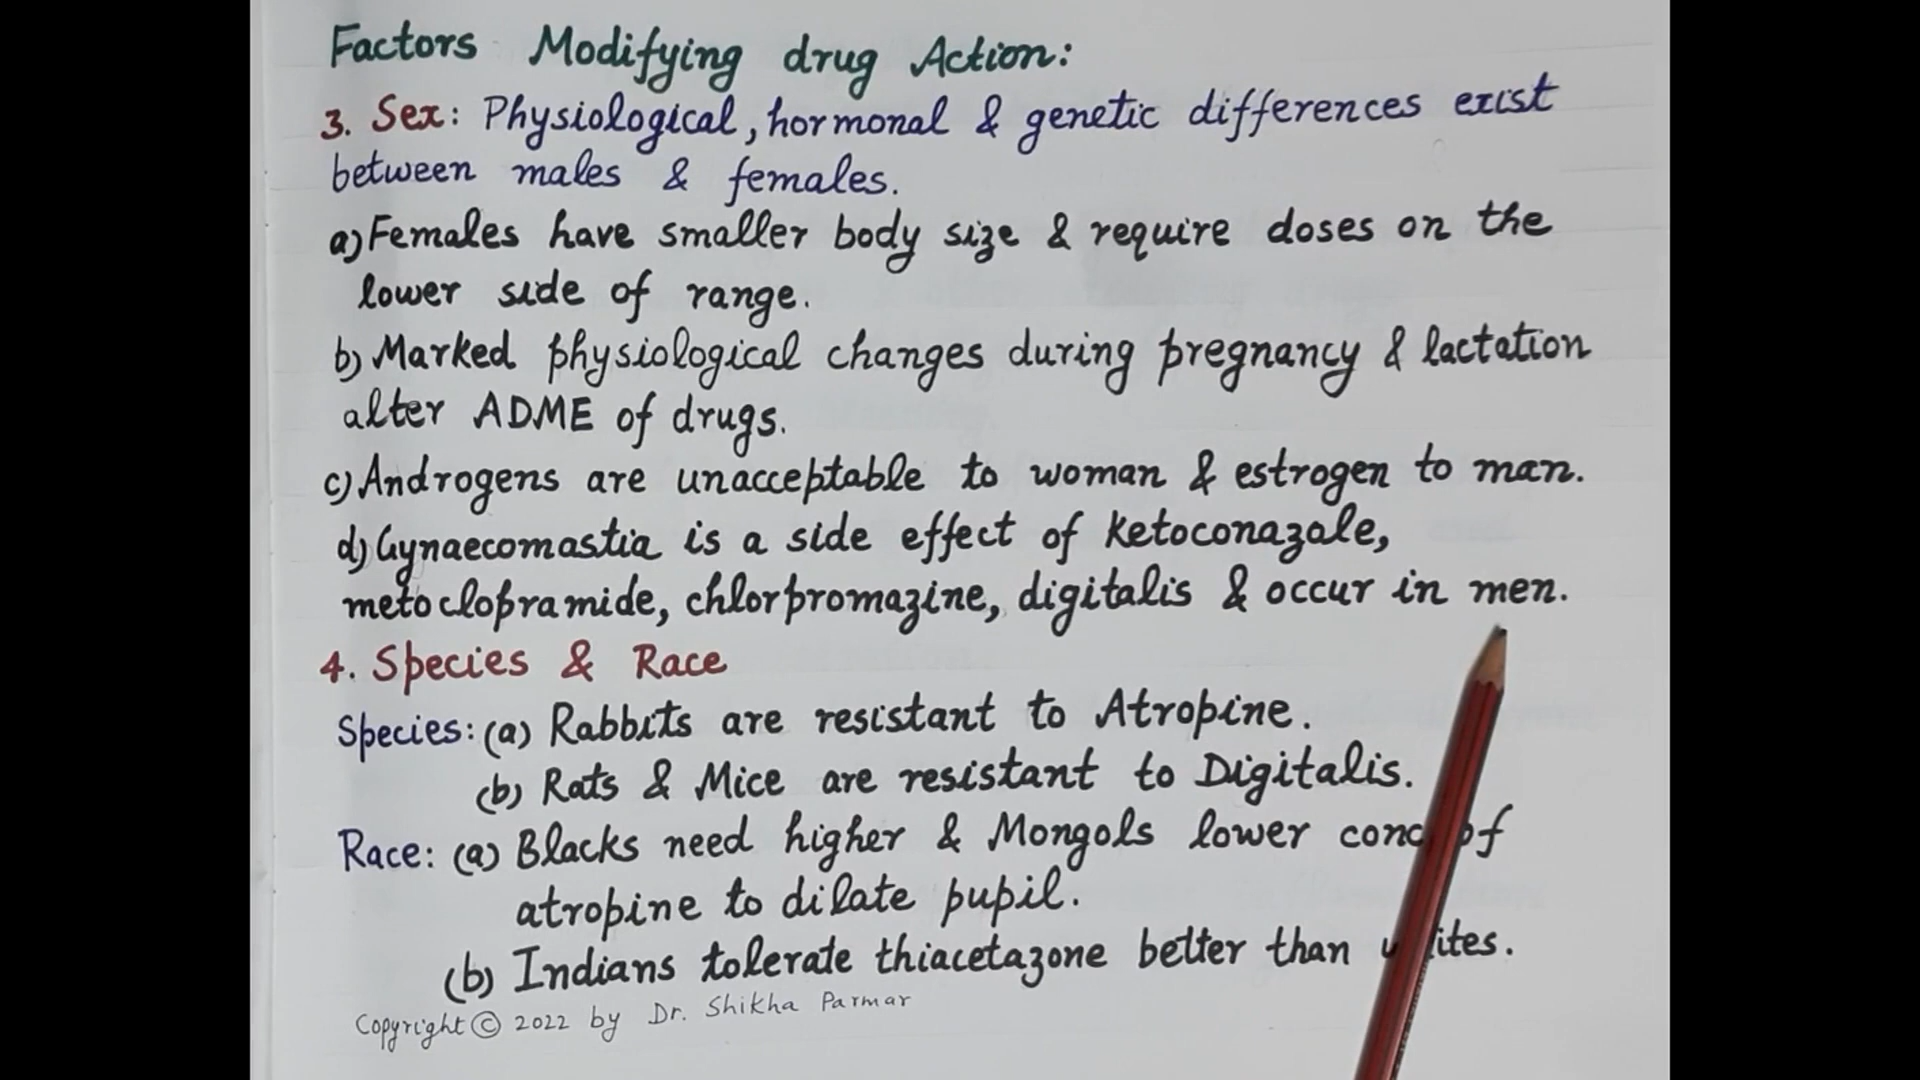 Factors Modifying drug Action:
3. Sex: Physiological, hormonal & genetic differences exist
between males & females.
a) Females have smaller body size & require doses on the
lower side of range.
b) Marked physiological changes during pregnancy & lactation
alter ADME of drugs.
c) Androgens are unacceptable to woman & estrogen to man.
d) Gynaecomastia is a side effect of Ketoconazole,
metoclopramide, chlorpromazine, digitalis & occur in men.
4. Species & Race
Species: (a) Rabbits are resistant to Atropine.
(b) Rats & Mice are resistant to Digitalis.
Race: (a) Blacks need higher & Mongols lower conc of
atropine to dilate pupil.
(b) Indians tolerate thiacetazone better than
Copyright © 2022 by Dr. Shikha Parmar